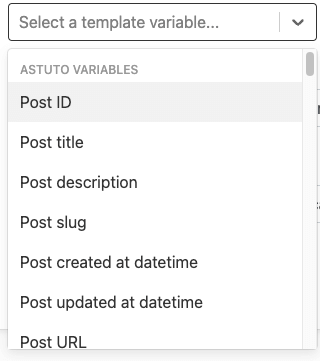 Select a template variable...
ASTUTO VARIABLES
Post ID
Post title
Post description
Post slug
Post created at datetime
Post updated at datetime
Post URL